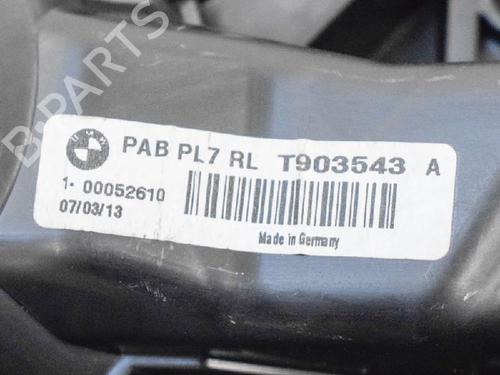 B-PARTS
PAB PL7 RL T903543 A
1- 00052610
07/03/13
Made in Germany